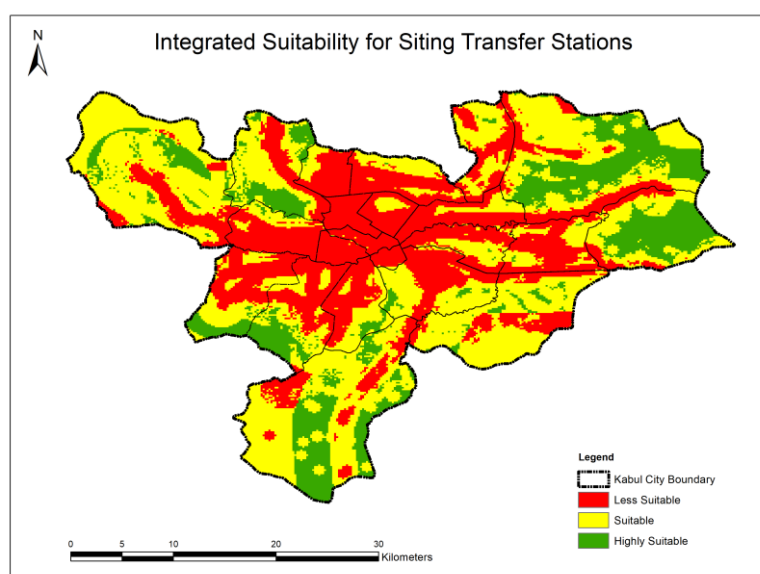 Integrated Suitability for Siting Transfer Stations
N
Legend
Kabul City Boundary
Less Suitable
Suitable
Highly Suitable
0 5 10 20 30
Kilometers